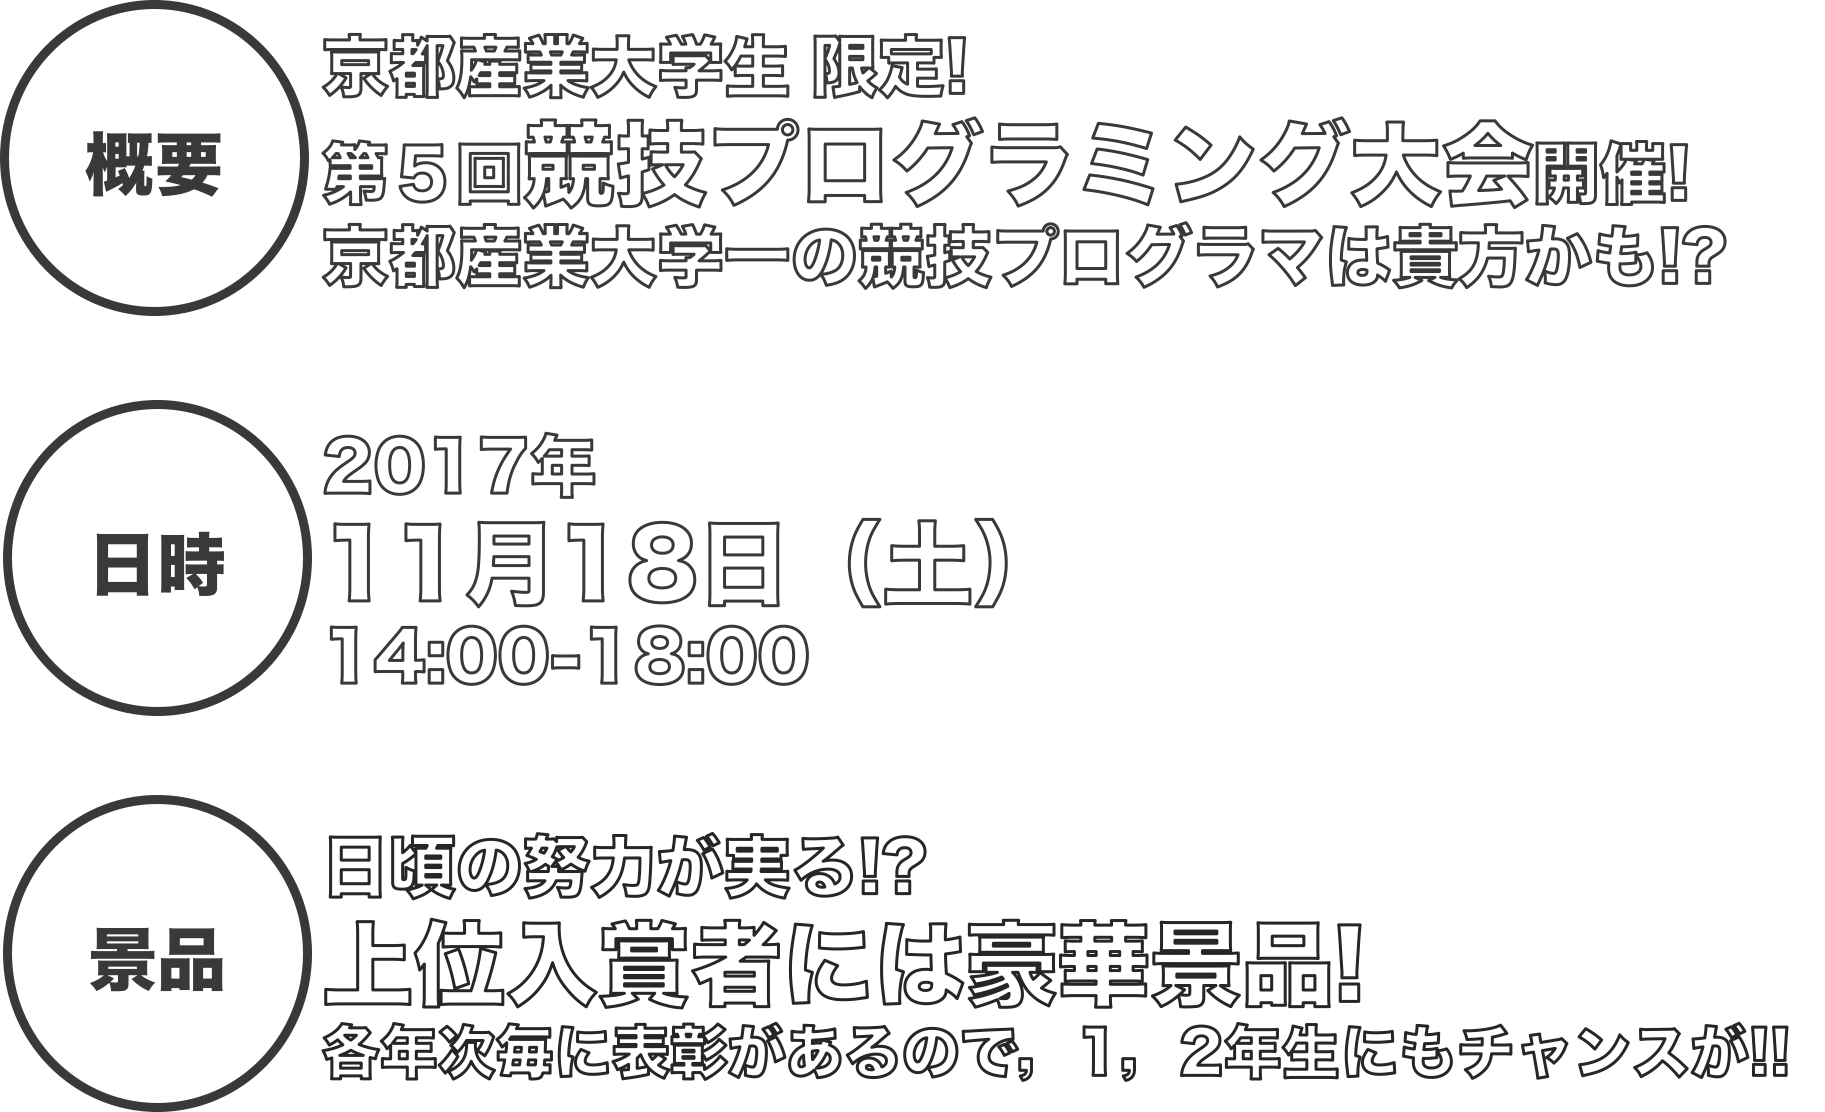 概要
京都産業大学生 限定!
第５回競技プログラミング大会開催!
京都産業大学一の競技プログラマは貴方かも!?
日時
2017年
11月18日（土）
14:00-18:00
景品
日頃の努力が実る!?
上位入賞者には豪華景品!
各年次毎に表彰があるので，1，2年生にもチャンスが!!